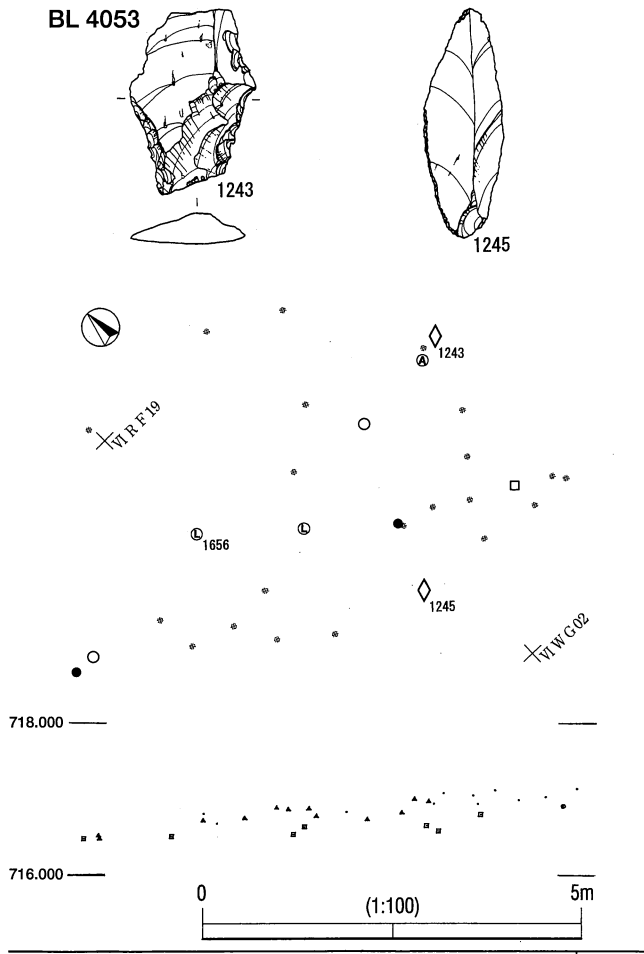 BL 4053
1243
1245
1243
A
VI R F 19
L
1656
L
1245
VI W G 02
718.000
716.000
0
(1:100)
5m